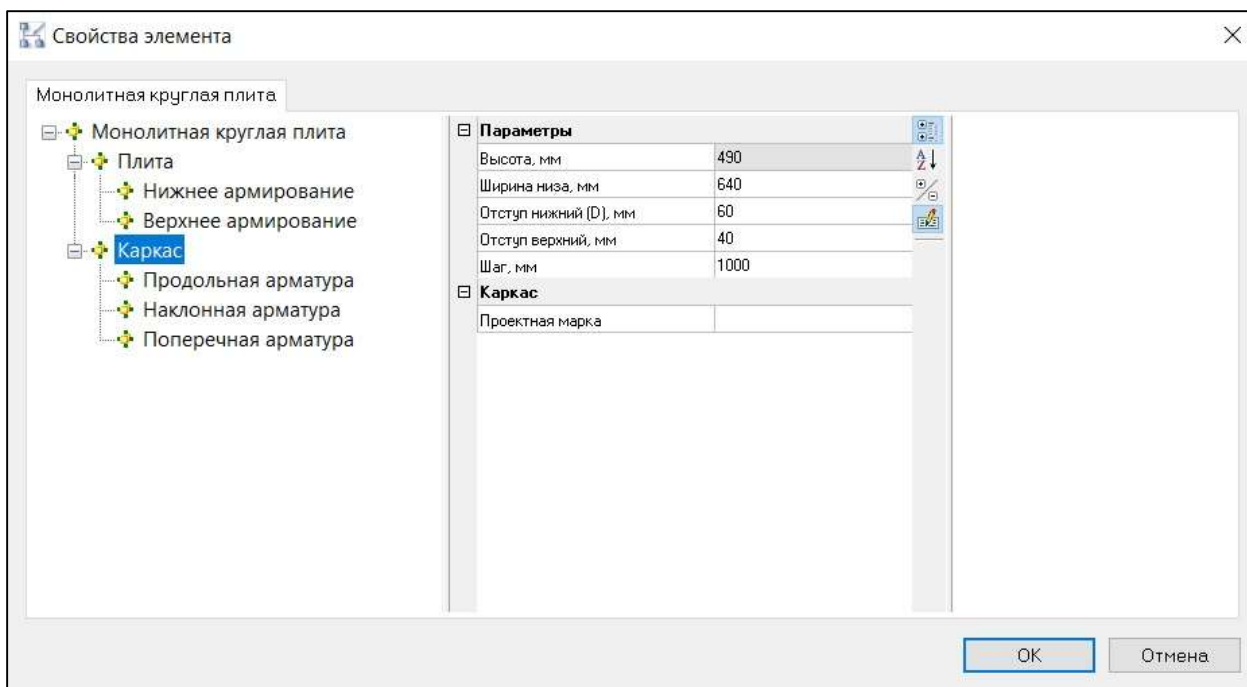 Свойства элемента
Монолитная круглая плита
Монолитная круглая плита
Плита
Нижнее армирование
Верхнее армирование
Каркас
Продольная арматура
Наклонная арматура
Поперечная арматура
Параметры
Высота, мм 490
Ширина низа, мм 640
Отступ нижний (D), мм 60
Отступ верхний, мм 40
Шаг, мм 1000
Каркас
Проектная марка
OK Отмена